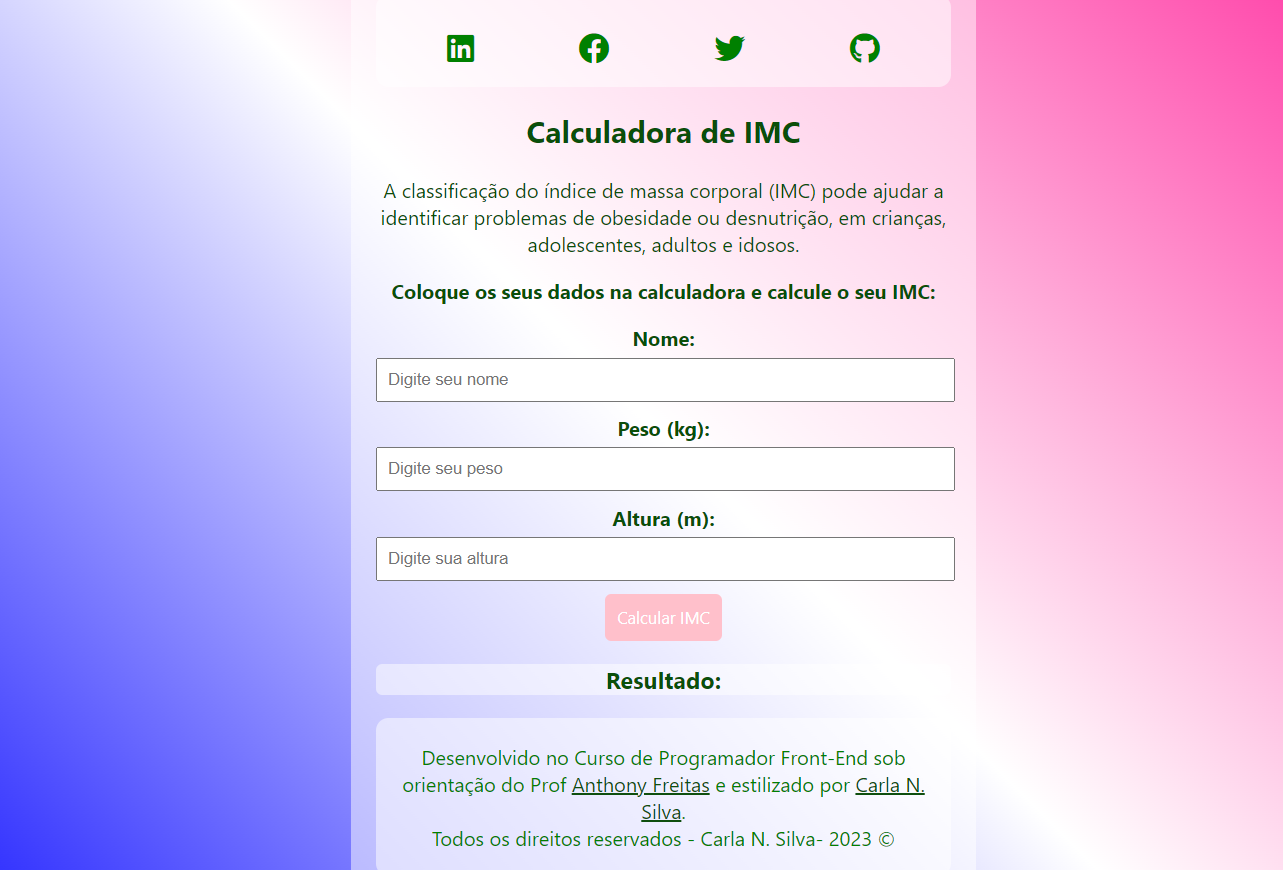 Calculadora de IMC
A classificação do índice de massa corporal (IMC) pode ajudar a
identificar problemas de obesidade ou desnutrição, em crianças,
adolescentes, adultos e idosos.
Coloque os seus dados na calculadora e calcule o seu IMC:
Nome:
Digite seu nome
Peso (kg):
Digite seu peso
Altura (m):
Digite sua altura
Calcular IMC
Resultado:
Desenvolvido no Curso de Programador Front-End sob
orientação do Prof Anthony Freitas e estilizado por Carla N.
Silva.
Todos os direitos reservados - Carla N. Silva- 2023 ©